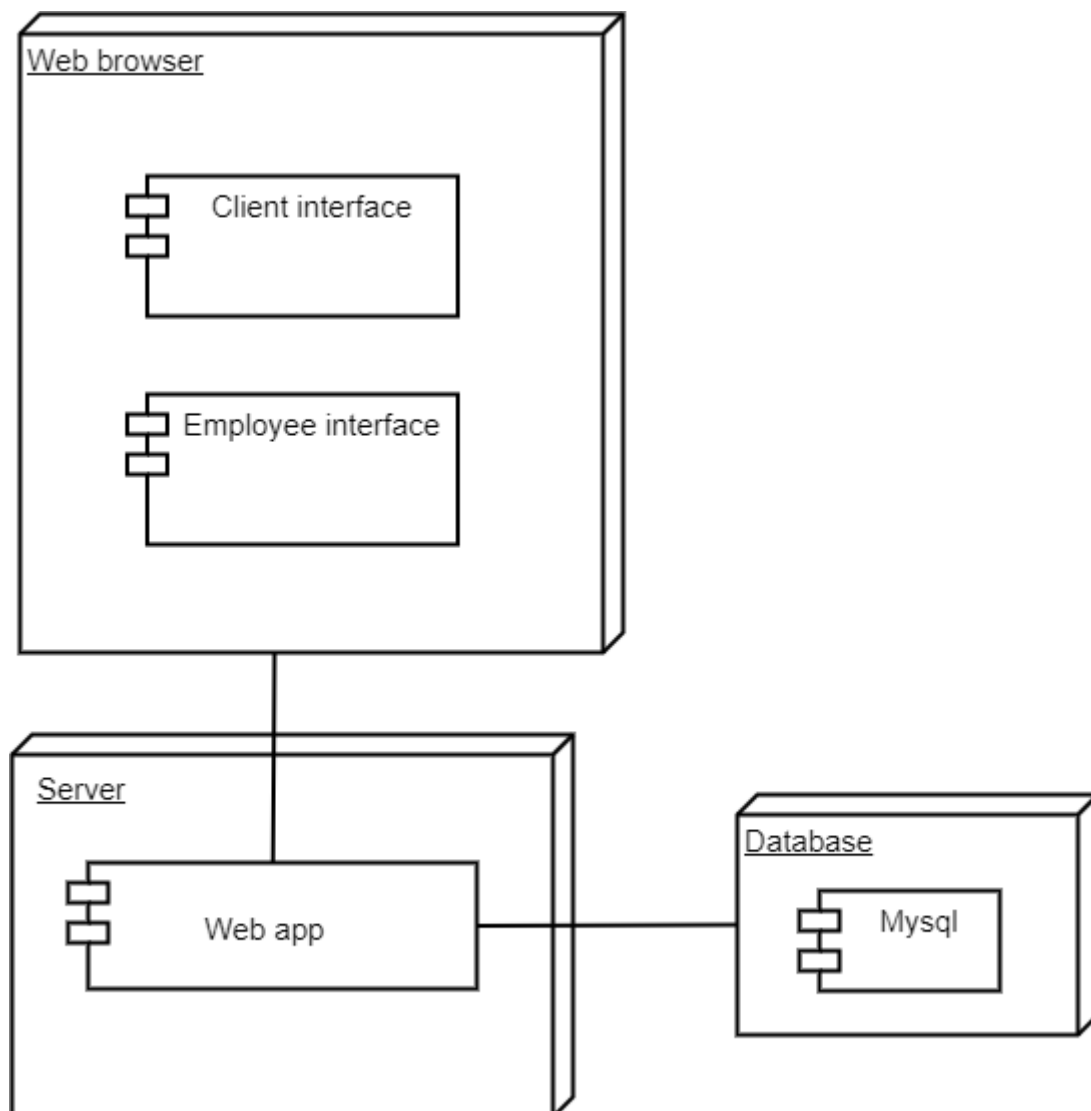 Web browser
Client interface
Employee interface
Server
Web app
Database
Mysql